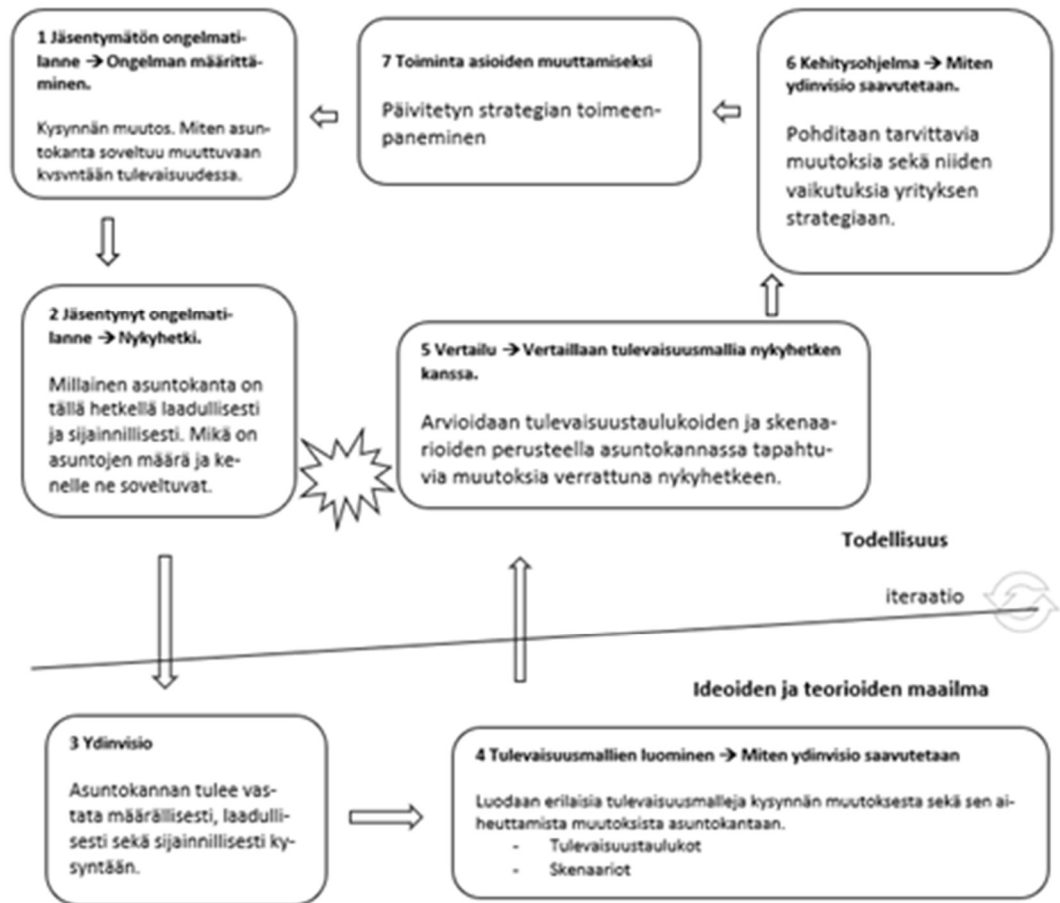 1 Jäsentymätön ongelmati-
lanne → Ongelman määrittä-
minen.
Kysynnän muutos. Miten asun-
tokanta soveltuu muuttuvaan
kysyntään tulevaisuudessa.
7 Toiminta asioiden muuttamiseksi
Päivitetyn strategian toimeen-
paneminen
6 Kehitysohjelma → Miten
ydinvisio saavutetaan.
Pohditaan tarvittavia
muutoksia sekä niiden
vaikutuksia yrityksen
strategiaan.
2 Jäsentynyt ongelmati-
lanne → Nykyhetki.
Millainen asuntokanta on
tällä hetkellä laadullisesti
ja sijainnillisesti. Mikä on
asuntojen määrä ja ke-
nelle ne soveltuvat.
5 Vertailu → Vertaillaan tulevaisuusmallia nykyhetken
kanssa.
Arvioidaan tulevaisuustaulukoiden ja skenaa-
rioiden perusteella asuntokannassa tapahtu-
via muutoksia verrattuna nykyhetkeen.
Todellisuus
iteraatio
Ideoiden ja teorioiden maailma
3 Ydinvisio
Asuntokannan tulee vas-
tata määrällisesti, laadulli-
sesti sekä sijainnillisesti ky-
syntään.
4 Tulevaisuusmallien luominen → Miten ydinvisio saavutetaan
Luodaan erilaisia tulevaisuusmalleja kysynnän muutoksesta sekä sen ai-
heuttamista muutoksista asuntokantaan.
- Tulevaisuustaulukot
- Skenaariot